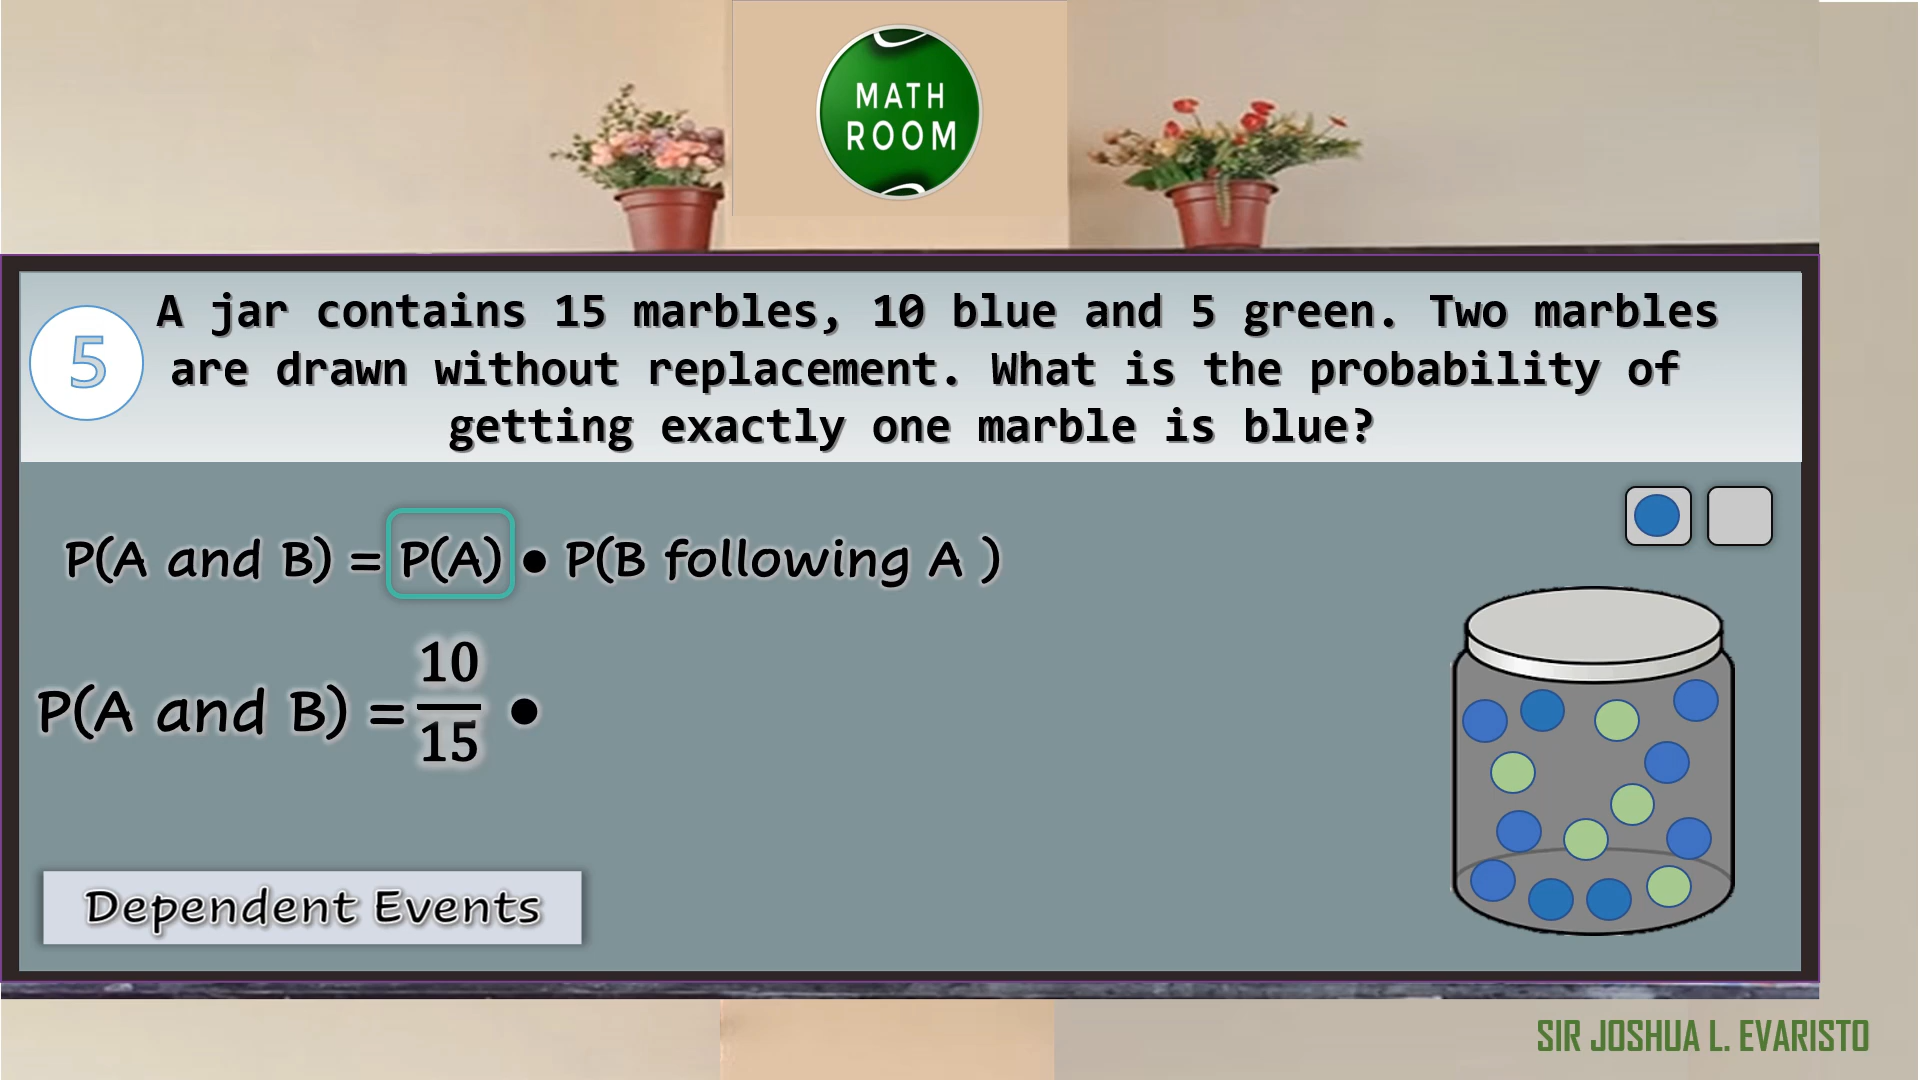 MATH
ROOM
5
A jar contains 15 marbles, 10 blue and 5 green. Two marbles
are drawn without replacement. What is the probability of
getting exactly one marble is blue?
P(A and B) = P(A) • P(B following A )
P(A and B) = 10/15 •
Dependent Events
SIR JOSHUA L. EVARISTO